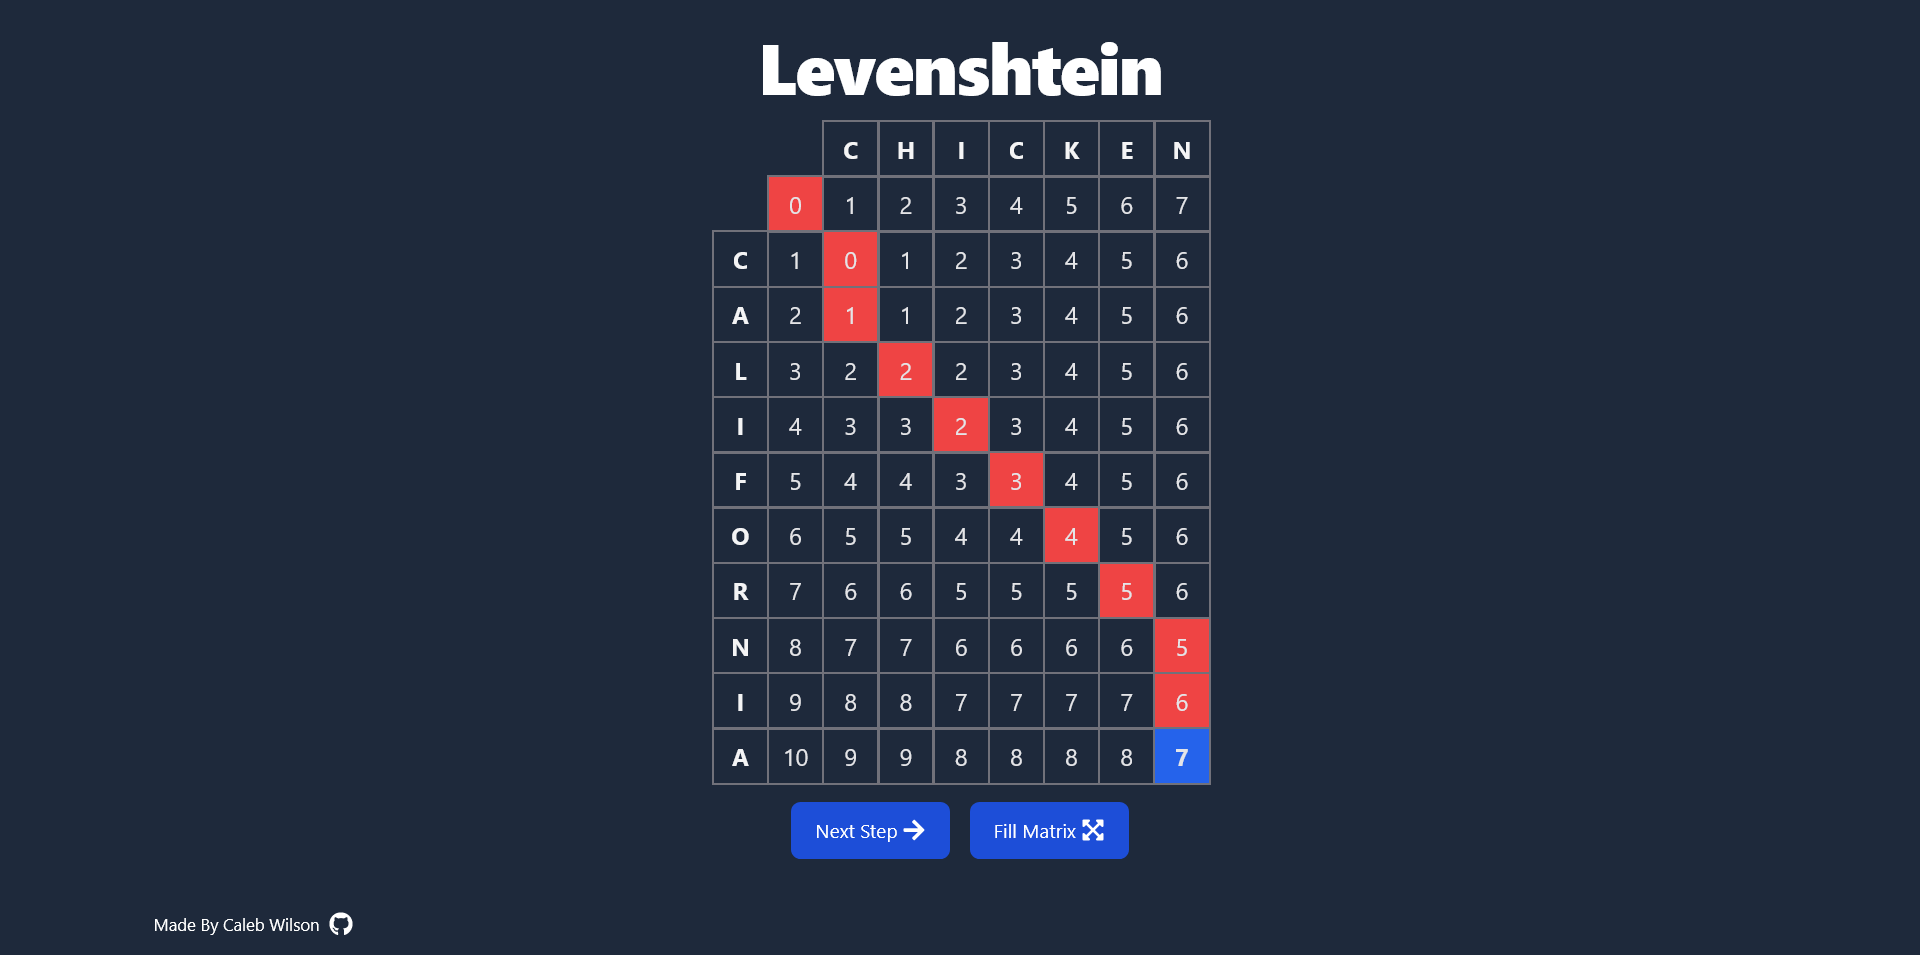 Levenshtein
C H I C K E N
0 1 2 3 4 5 6 7
C 1 0 1 2 3 4 5 6
A 2 1 1 2 3 4 5 6
L 3 2 2 2 3 4 5 6
I 4 3 3 2 3 4 5 6
F 5 4 4 3 3 4 5 6
O 6 5 5 4 4 4 5 6
R 7 6 6 5 5 5 5 6
N 8 7 7 6 6 6 6 5
I 9 8 8 7 7 7 7 6
A 10 9 9 8 8 8 8 7
Next Step Fill Matrix
Made By Caleb Wilson